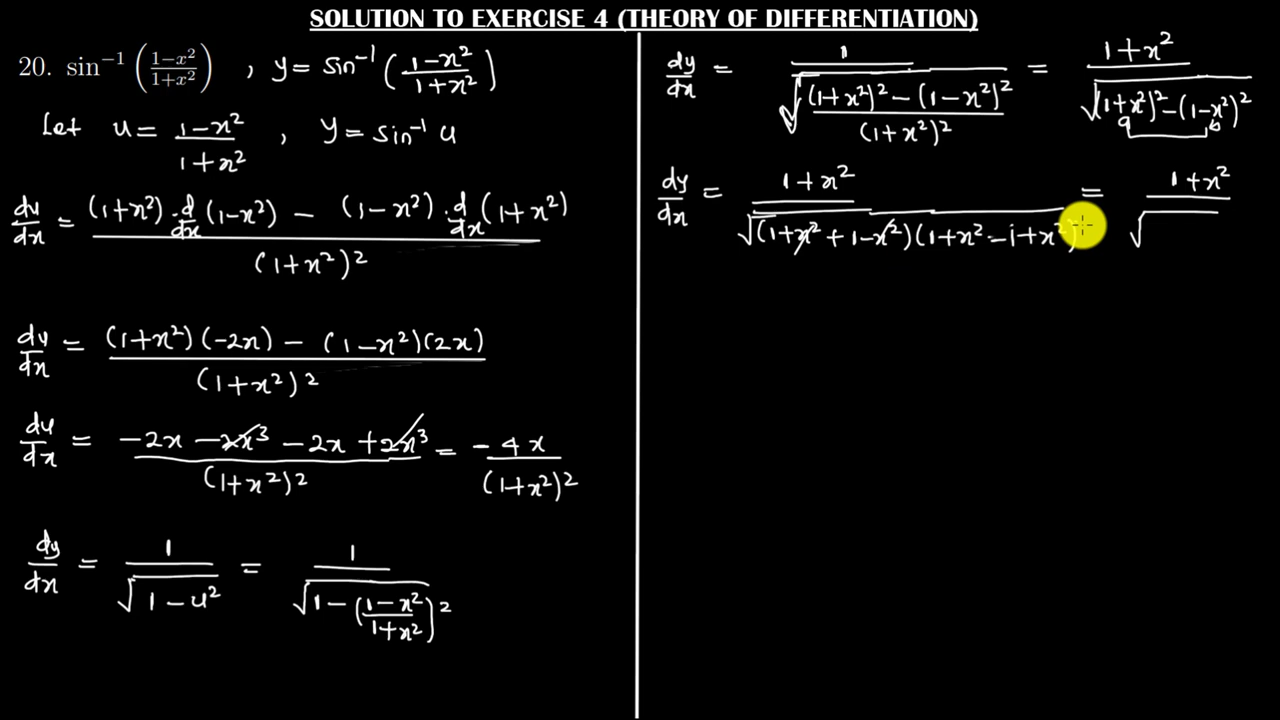 SOLUTION TO EXERCISE 4 (THEORY OF DIFFERENTIATION)
20. sin⁻¹ ((1−x²)/(1+x²)) , y = sin⁻¹ ((1−x²)/(1+x²))
Let u = (1−x²)/(1+x²) , y = sin⁻¹ u
du/dx = ((1+x²) · d/dx (1−x²) − (1−x²) · d/dx (1+x²))/(1+x²)²
du/dx = ((1+x²)(−2x) − (1−x²)(2x))/(1+x²)²
du/dx = (−2x − 2x³ − 2x + 2x³)/(1+x²)² = −4x/(1+x²)²
dy/dx = 1/√(1−u²) = 1/√(1−((1−x²)/(1+x²))²)
dy/dx = 1/√(((1+x²)² − (1−x²)²)/(1+x²)²) = (1+x²)/√((1+x²)² − (1−x²)²)
a b
dy/dx = (1+x²)/√((1+x²+1−x²)(1+x²−1+x²)) = (1+x²)/√